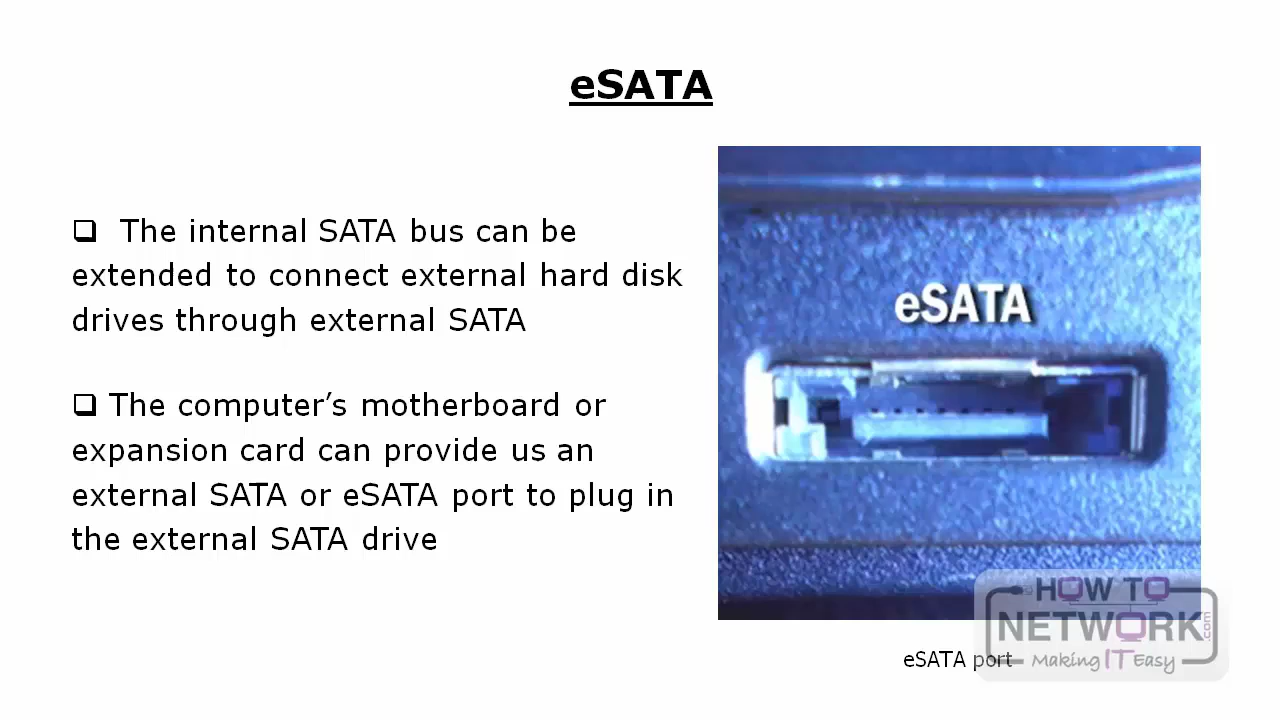 eSATA
❑ The internal SATA bus can be
extended to connect external hard disk
drives through external SATA
❑ The computer’s motherboard or
expansion card can provide us an
external SATA or eSATA port to plug in
the external SATA drive
eSATA
eSATA port
HOW TO
NETWORK.com
Making IT Easy